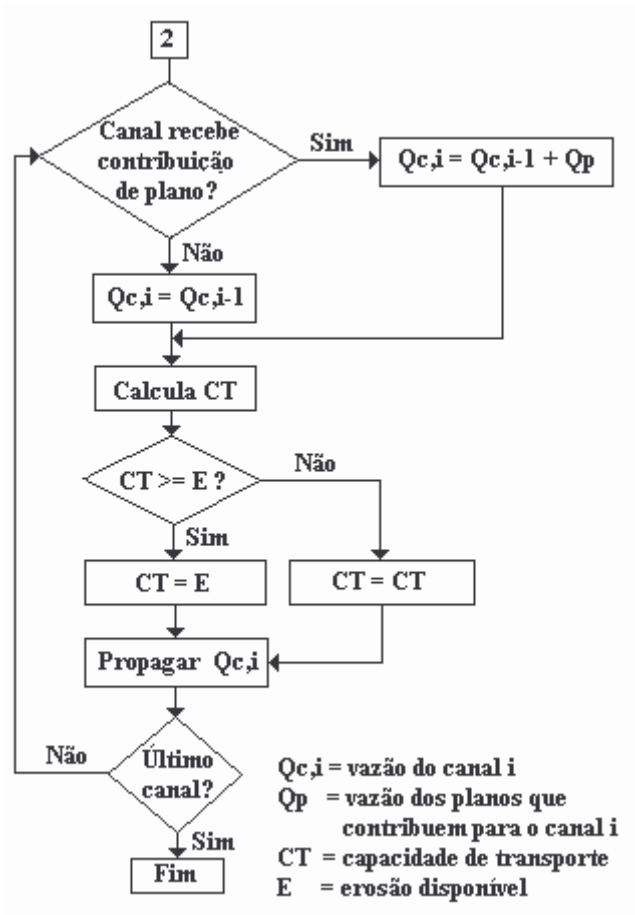 2
Canal recebe
contribuição
de plano?
Sim
Qc,i = Qc,i-1 + Qp
Não
Qc,i = Qc,i-1
Calcula CT
CT >= E ?
Não
Sim
CT = E
CT = CT
Propagar Qc,i
Não
Último
canal?
Sim
Fim
Qc,i = vazão do canal i
Qp = vazão dos planos que
contribuem para o canal i
CT = capacidade de transporte
E = erosão disponível